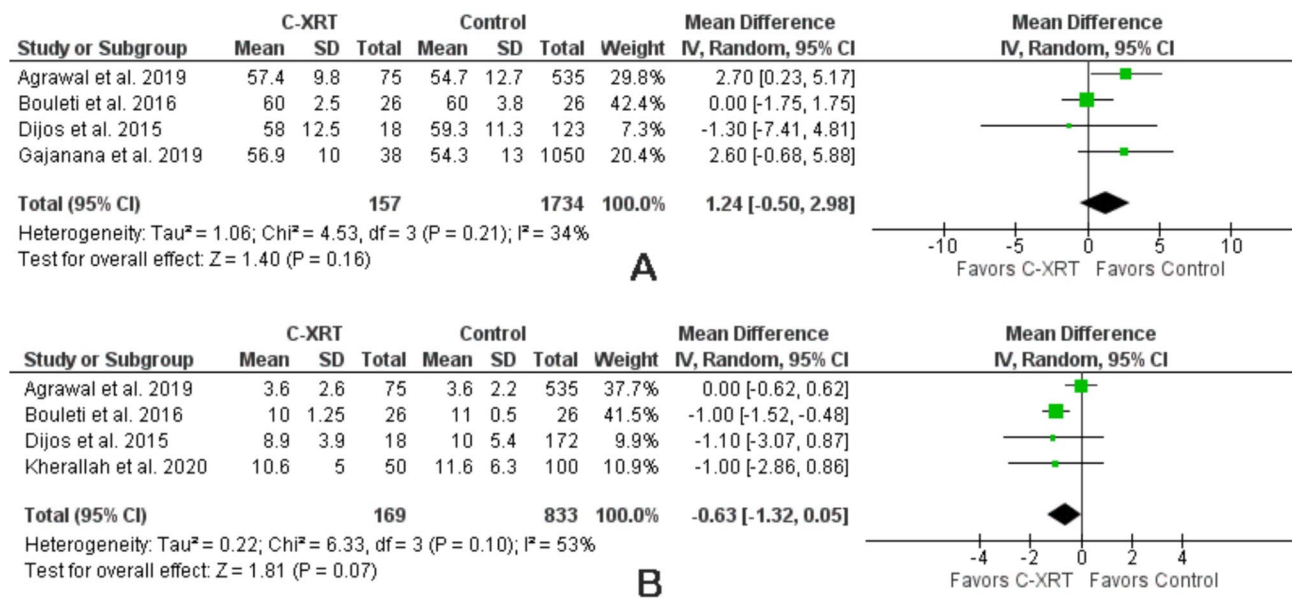 C-XRT Control Mean Difference Mean Difference
Study or Subgroup Mean SD Total Mean SD Total Weight IV, Random, 95% CI IV, Random, 95% CI
Agrawal et al. 2019 57.4 9.8 75 54.7 12.7 535 29.8% 2.70 [0.23, 5.17]
Bouleti et al. 2016 60 2.5 26 60 3.8 26 42.4% 0.00 [-1.75, 1.75]
Dijos et al. 2015 58 12.5 18 59.3 11.3 123 7.3% -1.30 [-7.41, 4.81]
Gajanana et al. 2019 56.9 10 38 54.3 13 1050 20.4% 2.60 [-0.68, 5.88]
Total (95% CI) 157 1734 100.0% 1.24 [-0.50, 2.98]
Heterogeneity: Tau² = 1.06; Chi² = 4.53, df = 3 (P = 0.21); I² = 34%
Test for overall effect: Z = 1.40 (P = 0.16)
-10 -5 0 5 10
Favors C-XRT Favors Control
A
C-XRT Control Mean Difference Mean Difference
Study or Subgroup Mean SD Total Mean SD Total Weight IV, Random, 95% CI IV, Random, 95% CI
Agrawal et al. 2019 3.6 2.6 75 3.6 2.2 535 37.7% 0.00 [-0.62, 0.62]
Bouleti et al. 2016 10 1.25 26 11 0.5 26 41.5% -1.00 [-1.52, -0.48]
Dijos et al. 2015 8.9 3.9 18 10 5.4 172 9.9% -1.10 [-3.07, 0.87]
Kherallah et al. 2020 10.6 5 50 11.6 6.3 100 10.9% -1.00 [-2.86, 0.86]
Total (95% CI) 169 833 100.0% -0.63 [-1.32, 0.05]
Heterogeneity: Tau² = 0.22; Chi² = 6.33, df = 3 (P = 0.10); I² = 53%
Test for overall effect: Z = 1.81 (P = 0.07)
-4 -2 0 2 4
Favors C-XRT Favors Control
B